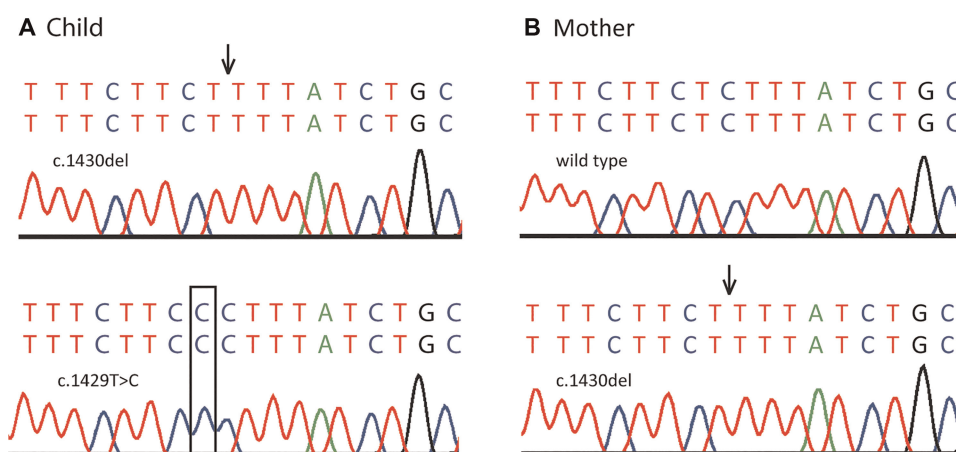 A Child
T T T C T T C T T T T A T C T G C
T T T C T T C T T T T A T C T G C
c.1430del
T T T C T T C C C T T T A T C T G C
T T T C T T C C C T T T A T C T G C
c.1429T>C
B Mother
T T T C T T C T C T T T A T C T G C
T T T C T T C T C T T T A T C T G C
wild type
T T T C T T C T T T T A T C T G C
T T T C T T C T T T T A T C T G C
c.1430del